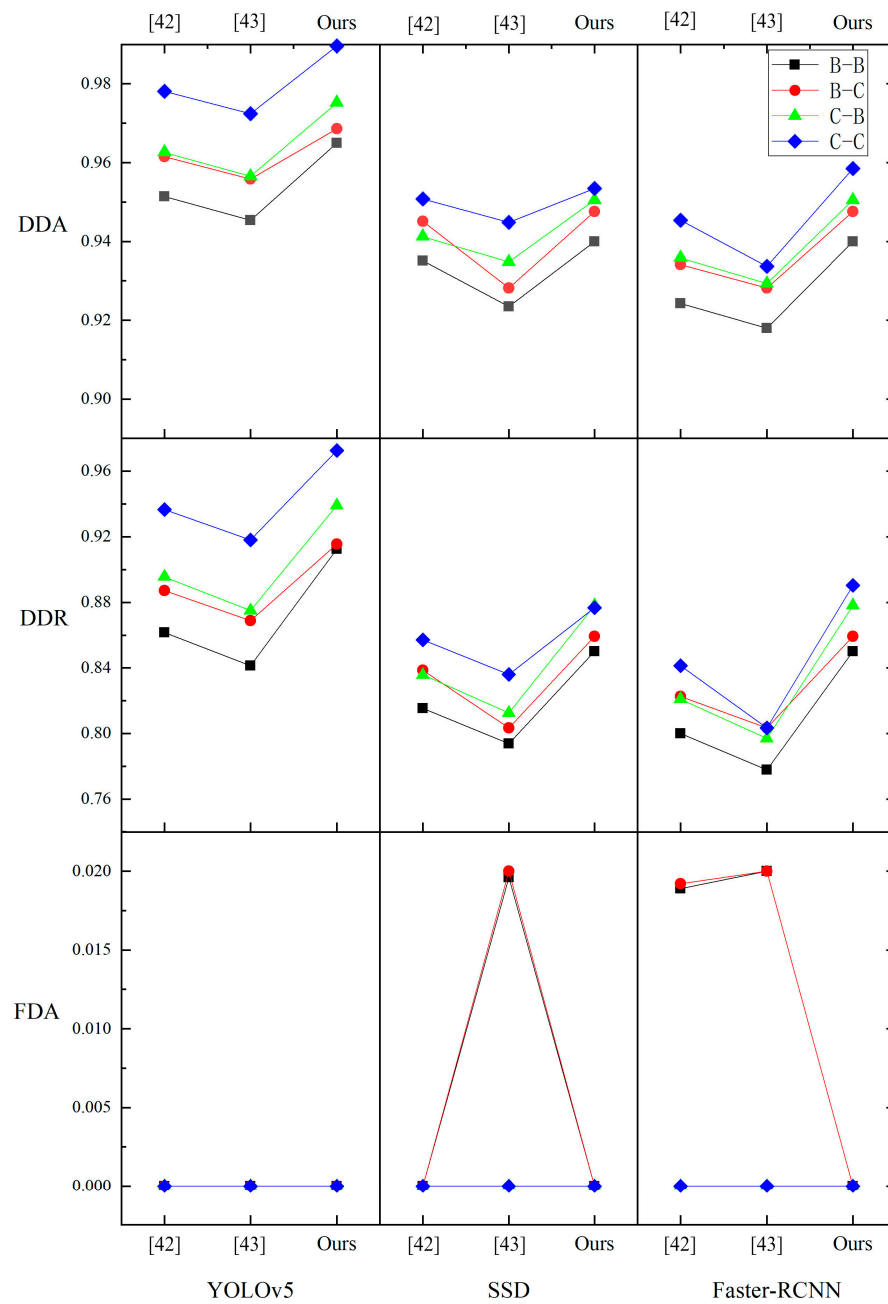 [42] [43] Ours [42] [43] Ours [42] [43] Ours
B-B
B-C
C-B
C-C
0.98
0.96
DDA
0.94
0.92
0.90
0.96
0.92
0.88
DDR
0.84
0.80
0.76
0.020
0.015
FDA
0.010
0.005
0.000
[42] [43] Ours [42] [43] Ours [42] [43] Ours
YOLOv5 SSD Faster-RCNN